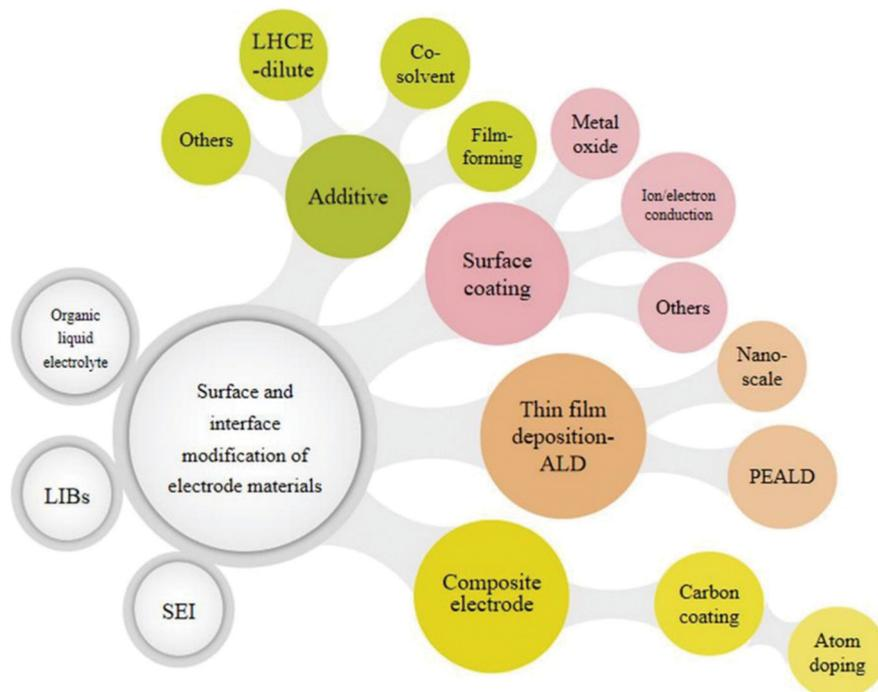 LHCE
-dilute
Co-
solvent
Others
Film-
forming
Additive
Metal
oxide
Ion/electron
conduction
Surface
coating
Others
Organic
liquid
electrolyte
Surface and
interface
modification of
electrode materials
LIBs
SEI
Thin film
deposition-
ALD
Nano-
scale
PEALD
Composite
electrode
Carbon
coating
Atom
doping